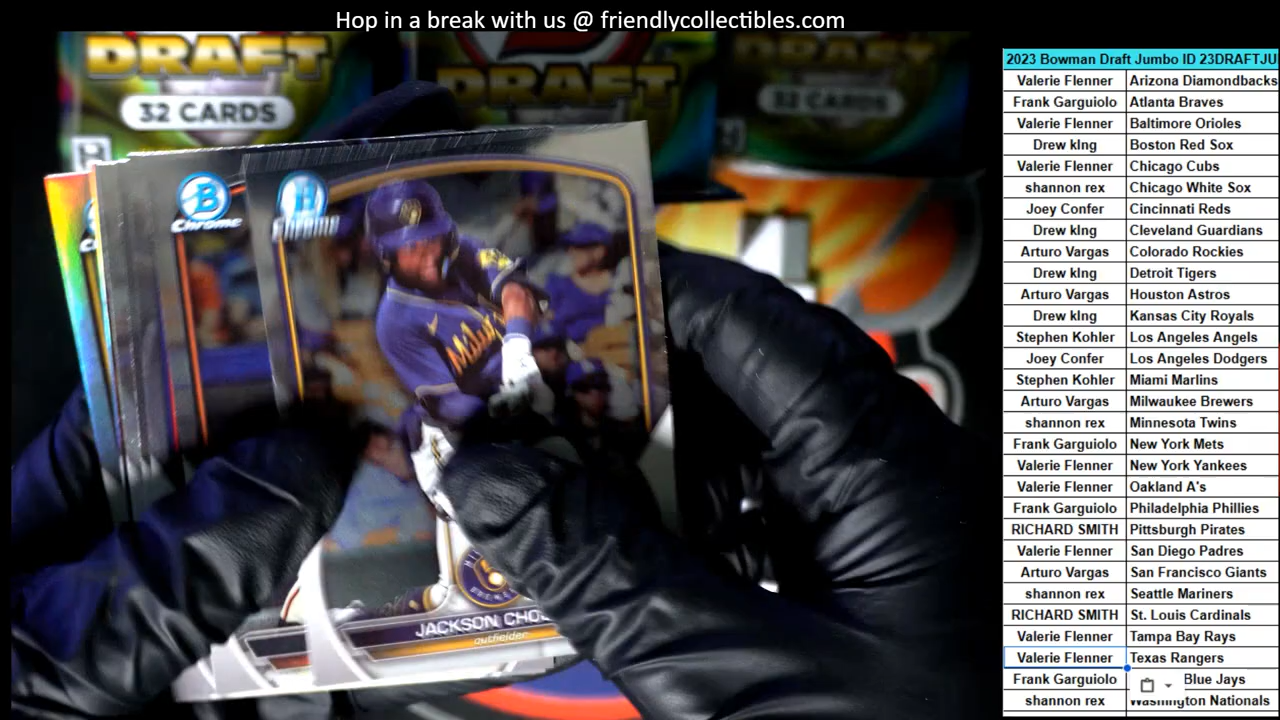 Hop in a break with us @ friendlycollectibles.com
DRAFT
DRAFT
DRAFT
32 CARDS
32 CARDS
B
Chrome
Milw
JACKSON CHO
outfielder
2023 Bowman Draft Jumbo ID 23DRAFTJU
Valerie Flenner Arizona Diamondbacks
Frank Garguiolo Atlanta Braves
Valerie Flenner Baltimore Orioles
Drew kIng Boston Red Sox
Valerie Flenner Chicago Cubs
shannon rex Chicago White Sox
Joey Confer Cincinnati Reds
Drew kIng Cleveland Guardians
Arturo Vargas Colorado Rockies
Drew kIng Detroit Tigers
Arturo Vargas Houston Astros
Drew kIng Kansas City Royals
Stephen Kohler Los Angeles Angels
Joey Confer Los Angeles Dodgers
Stephen Kohler Miami Marlins
Arturo Vargas Milwaukee Brewers
shannon rex Minnesota Twins
Frank Garguiolo New York Mets
Valerie Flenner New York Yankees
Valerie Flenner Oakland A's
Frank Garguiolo Philadelphia Phillies
RICHARD SMITH Pittsburgh Pirates
Valerie Flenner San Diego Padres
Arturo Vargas San Francisco Giants
shannon rex Seattle Mariners
RICHARD SMITH St. Louis Cardinals
Valerie Flenner Tampa Bay Rays
Valerie Flenner Texas Rangers
Frank Garguiolo Blue Jays
shannon rex Washington Nationals